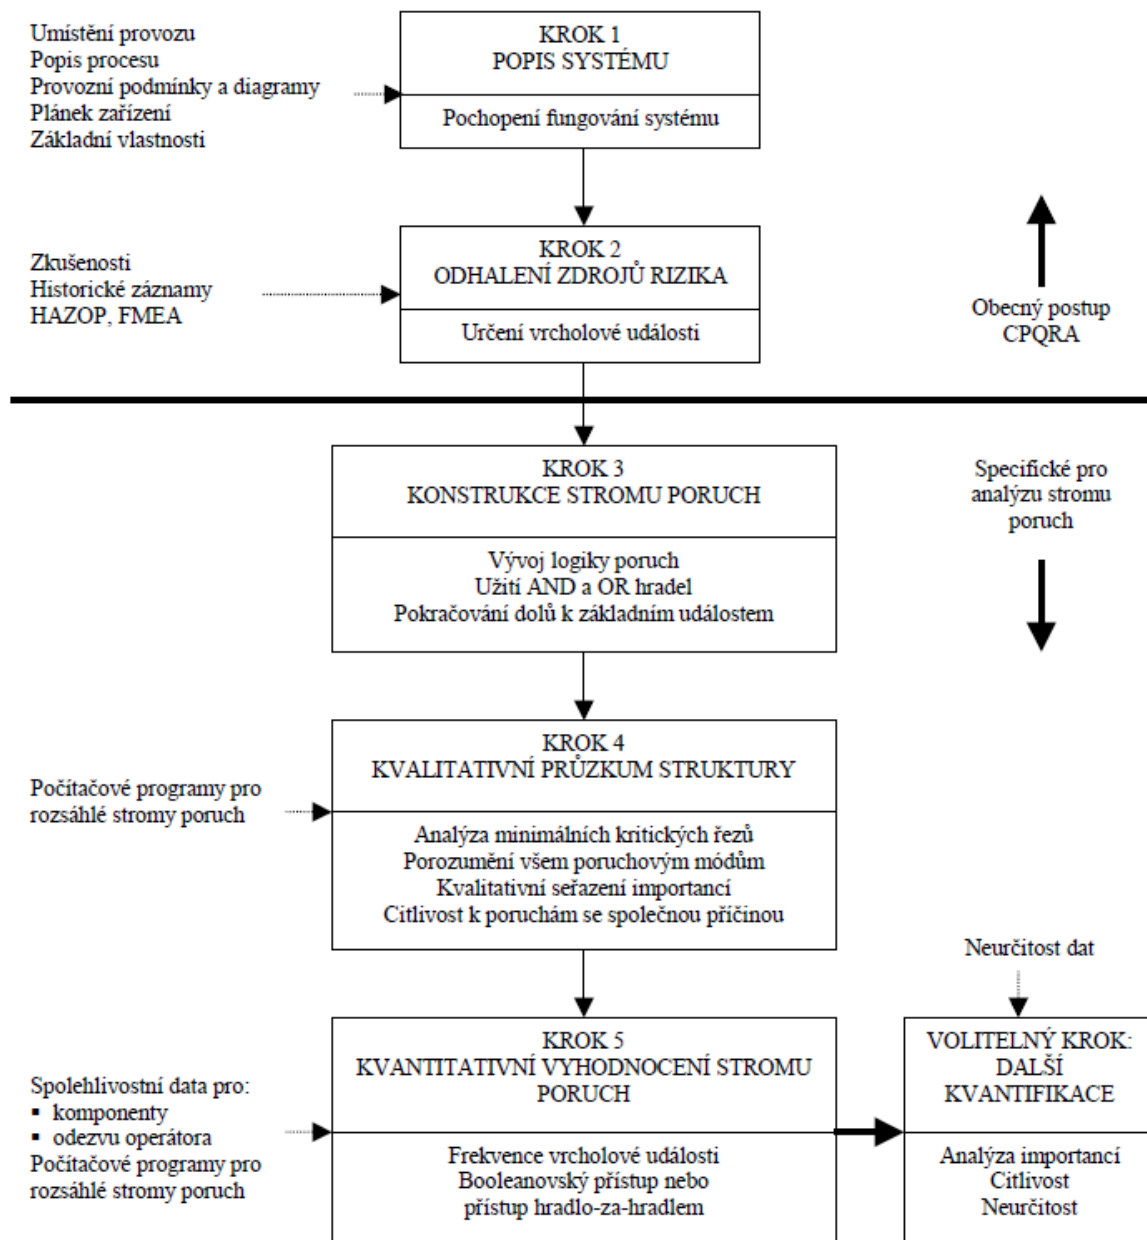 Umístění provozu
Popis procesu
Provozní podmínky a diagramy
Plánek zařízení
Základní vlastnosti
KROK 1
POPIS SYSTÉMU
Pochopení fungování systému
Zkušenosti
Historické záznamy
HAZOP, FMEA
KROK 2
ODHALENÍ ZDROJŮ RIZIKA
Určení vrcholové události
Obecný postup
CPQRA
KROK 3
KONSTRUKCE STROMU PORUCH
Vývoj logiky poruch
Užití AND a OR hradel
Pokračování dolů k základním událostem
Specifické pro
analýzu stromu
poruch
Počítačové programy pro
rozsáhlé stromy poruch
KROK 4
KVALITATIVNÍ PRŮZKUM STRUKTURY
Analýza minimálních kritických řezů
Porozumění všem poruchovým módům
Kvalitativní seřazení importancí
Citlivost k poruchám se společnou příčinou
Spolehlivostní data pro:
▪ komponenty
▪ odezvu operátora
Počítačové programy pro
rozsáhlé stromy poruch
KROK 5
KVANTITATIVNÍ VYHODNOCENÍ STROMU
PORUCH
Frekvence vrcholové události
Booleanovský přístup nebo
přístup hradlo-za-hradlem
Neurčitost dat
VOLITELNÝ KROK:
DALŠÍ
KVANTIFIKACE
Analýza importancí
Citlivost
Neurčitost